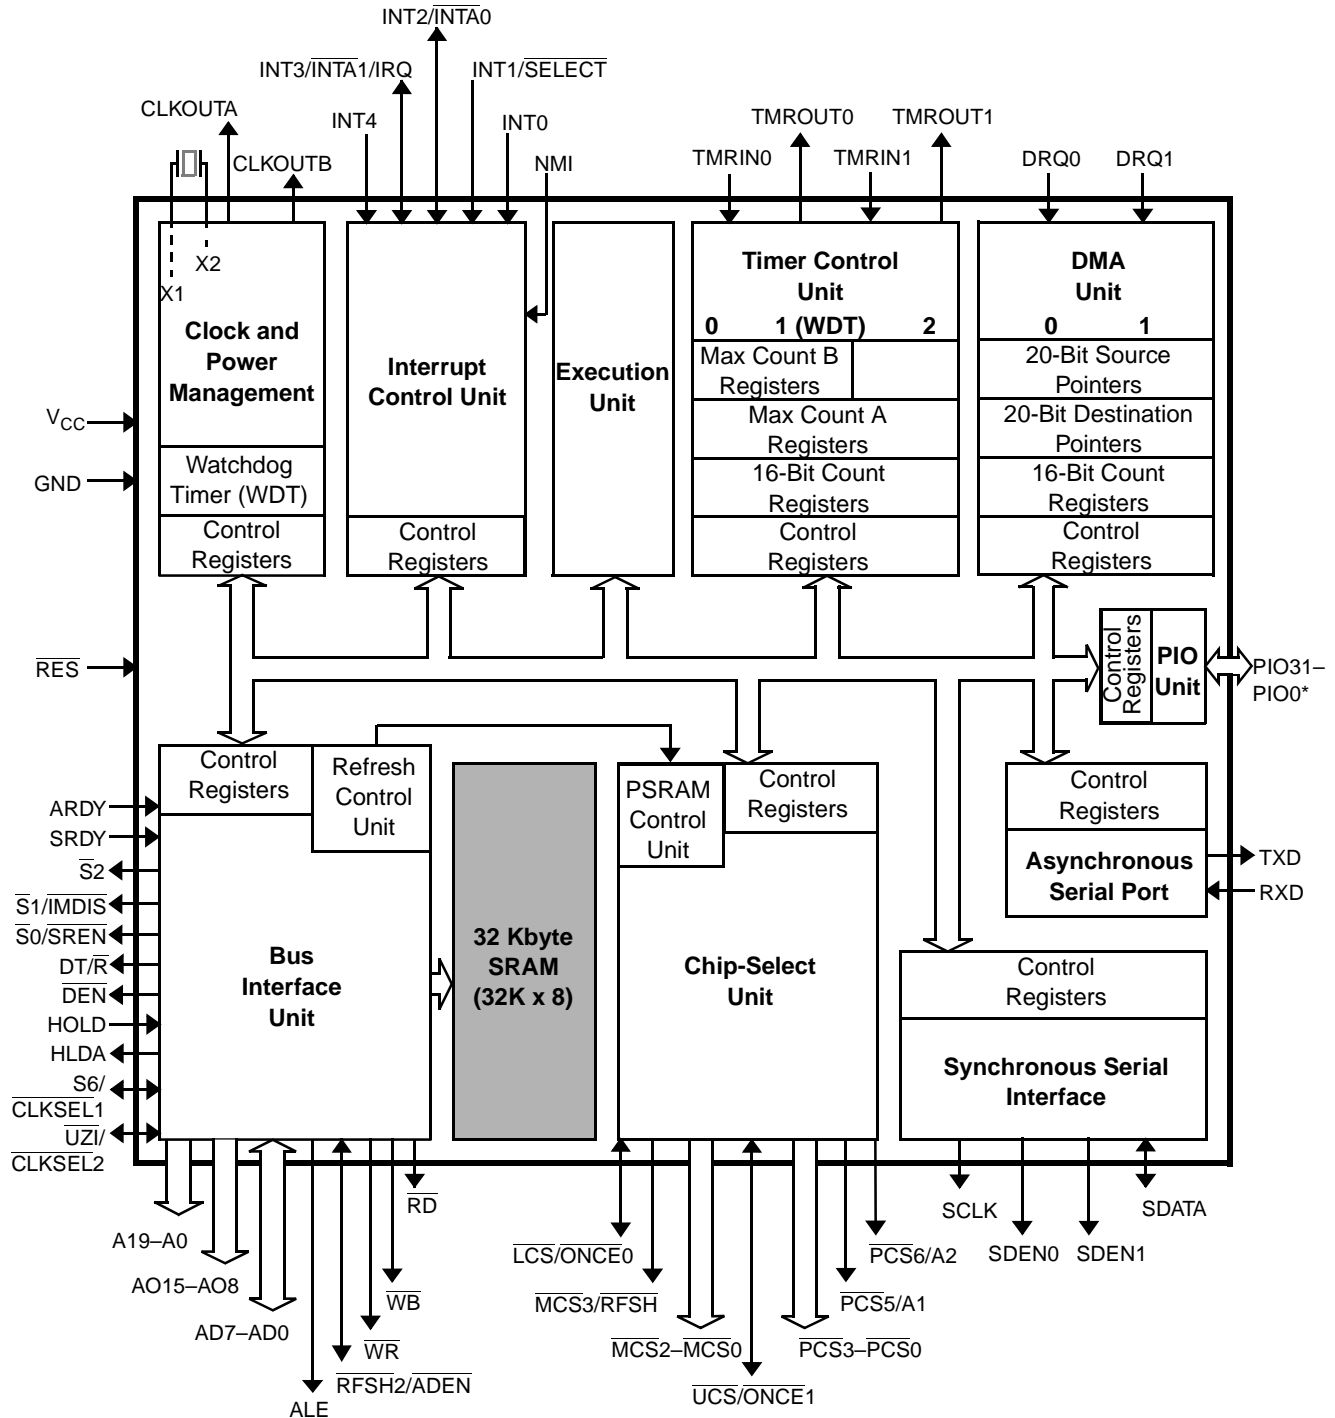 INT2/INTA0
INT3/INTA1/IRQ
INT1/SELECT
CLKOUTA
INT4
INT0
TMROUT0
TMROUT1
CLKOUTB
NMI
TMRIN0
TMRIN1
DRQ0
DRQ1
X2
X1
Clock and
Power
Management
Watchdog
Timer (WDT)
Control
Registers
Interrupt
Control Unit
Control
Registers
Execution
Unit
Timer Control
Unit
0 1 (WDT) 2
Max Count B
Registers
Max Count A
Registers
16-Bit Count
Registers
Control
Registers
DMA
Unit
0 1
20-Bit Source
Pointers
20-Bit Destination
Pointers
16-Bit Count
Registers
Control
Registers
VCC
GND
RES
Control
Registers
PIO
Unit
PIO31–
PIO0*
Control
Registers
Refresh
Control
Unit
Bus
Interface
Unit
32 Kbyte
SRAM
(32K x 8)
PSRAM
Control
Unit
Control
Registers
Chip-Select
Unit
Control
Registers
Asynchronous
Serial Port
TXD
RXD
Control
Registers
Synchronous Serial
Interface
ARDY
SRDY
S2
S1/IMDIS
S0/SREN
DT/R
DEN
HOLD
HLDA
S6/
CLKSEL1
UZI/
CLKSEL2
A19–A0
AO15–AO8
AD7–AD0
ALE
RFSH2/ADEN
WR
WB
RD
LCS/ONCE0
MCS3/RFSH
MCS2–MCS0
UCS/ONCE1
PCS3–PCS0
PCS5/A1
PCS6/A2
SCLK
SDEN0
SDEN1
SDATA